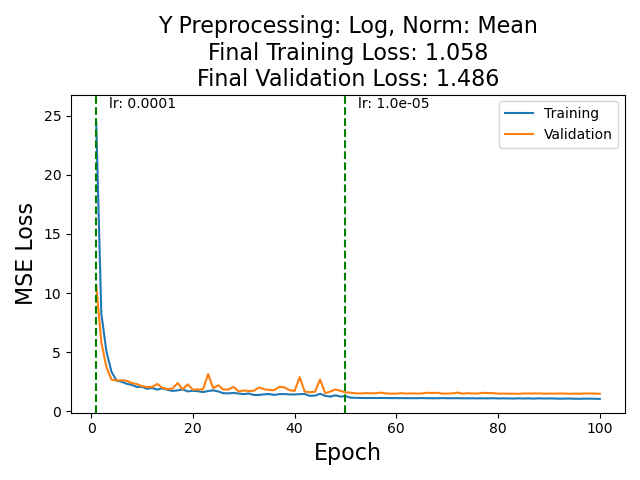 Y Preprocessing: Log, Norm: Mean
Final Training Loss: 1.058
Final Validation Loss: 1.486
lr: 0.0001
lr: 1.0e-05
Training
Validation
MSE Loss
25
20
15
10
5
0
0
20
40
60
80
100
Epoch